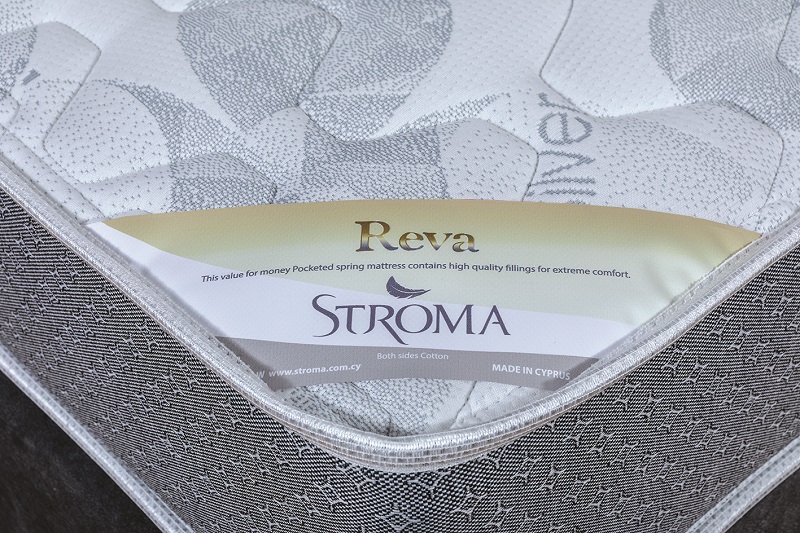 Reva
This value for money Pocketed spring mattress contains high quality fillings for extreme comfort.
STROMA
Both sides Cotton
www.stroma.com.cy
MADE IN CYPRUS